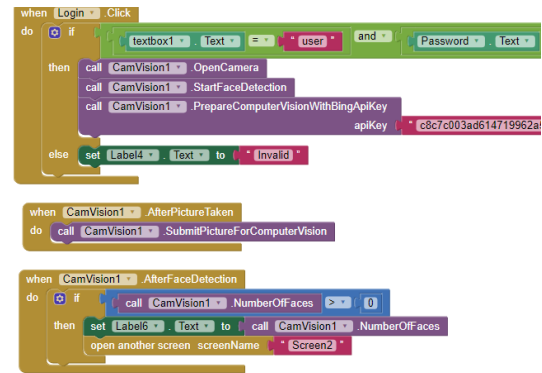 when Login .Click
do if textbox1 . Text = " user " and Password . Text
then call CamVision1 .OpenCamera
call CamVision1 .StartFaceDetection
call CamVision1 .PrepareComputerVisionWithBingApiKey
apiKey " c8c7c003ad614719962a9
else set Label4 . Text to " Invalid "
when CamVision1 .AfterPictureTaken
do call CamVision1 .SubmitPictureForComputerVision
when CamVision1 .AfterFaceDetection
do if call CamVision1 .NumberOfFaces > 0
then set Label6 . Text to call CamVision1 .NumberOfFaces
open another screen screenName " Screen2 "